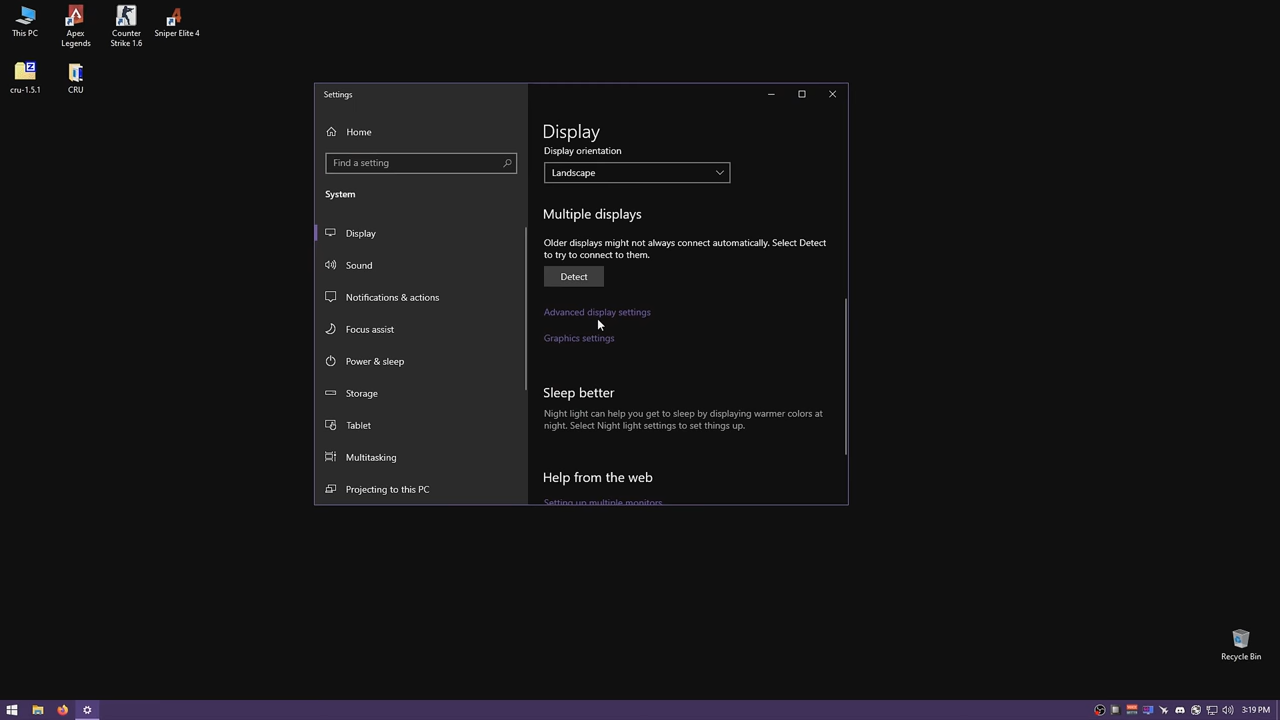 This PC
Apex
Legends
Counter
Strike 1.6
Sniper Elite 4
cru-1.5.1
CRU
Settings
Home
Find a setting
System
Display
Sound
Notifications & actions
Focus assist
Power & sleep
Storage
Tablet
Multitasking
Projecting to this PC
Display
Display orientation
Landscape
Multiple displays
Older displays might not always connect automatically. Select Detect
to try to connect to them.
Detect
Advanced display settings
Graphics settings
Sleep better
Night light can help you get to sleep by displaying warmer colors at
night. Select Night light settings to set things up.
Help from the web
Setting up multiple monitors
Recycle Bin
3:19 PM